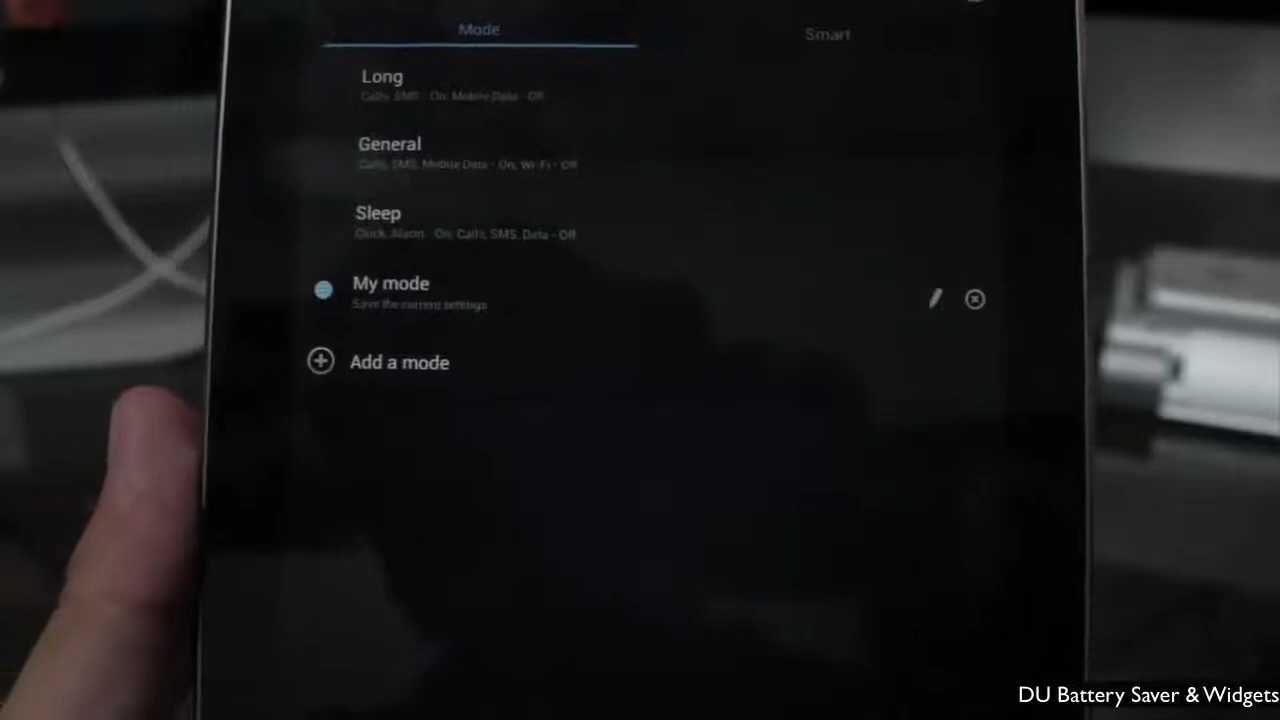 Mode
Smart
Long
Calls, SMS - On, Mobile Data - Off
General
Calls, SMS, Mobile Data - On, Wi-Fi - Off
Sleep
Clock, Alarm - On, Calls, SMS, Data - Off
My mode
Save the current settings
Add a mode
DU Battery Saver & Widgets